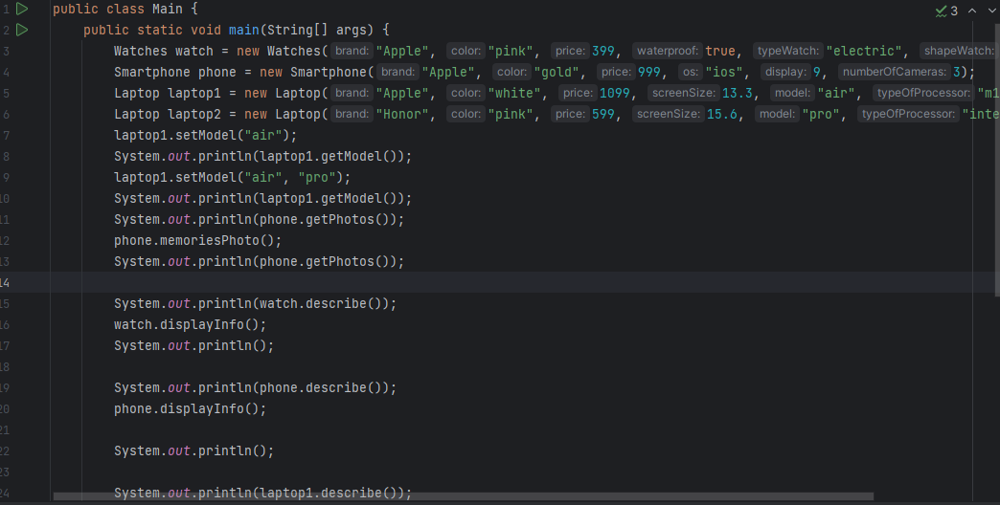 1 public class Main {
2 public static void main(String[] args) {
3 Watches watch = new Watches( brand: "Apple", color: "pink", price: 399, waterproof: true, typeWatch: "electric", shapeWatch:
4 Smartphone phone = new Smartphone( brand: "Apple", color: "gold", price: 999, os: "ios", display: 9, numberOfCameras: 3);
5 Laptop laptop1 = new Laptop( brand: "Apple", color: "white", price: 1099, screenSize: 13.3, model: "air", typeOfProcessor: "m1
6 Laptop laptop2 = new Laptop( brand: "Honor", color: "pink", price: 599, screenSize: 15.6, model: "pro", typeOfProcessor: "inte
7 laptop1.setModel("air");
8 System.out.println(laptop1.getModel());
9 laptop1.setModel("air", "pro");
10 System.out.println(laptop1.getModel());
11 System.out.println(phone.getPhotos());
12 phone.memoriesPhoto();
13 System.out.println(phone.getPhotos());
14
15 System.out.println(watch.describe());
16 watch.displayInfo();
17 System.out.println();
18
19 System.out.println(phone.describe());
20 phone.displayInfo();
21
22 System.out.println();
23
24 System.out.println(laptop1.describe());
3